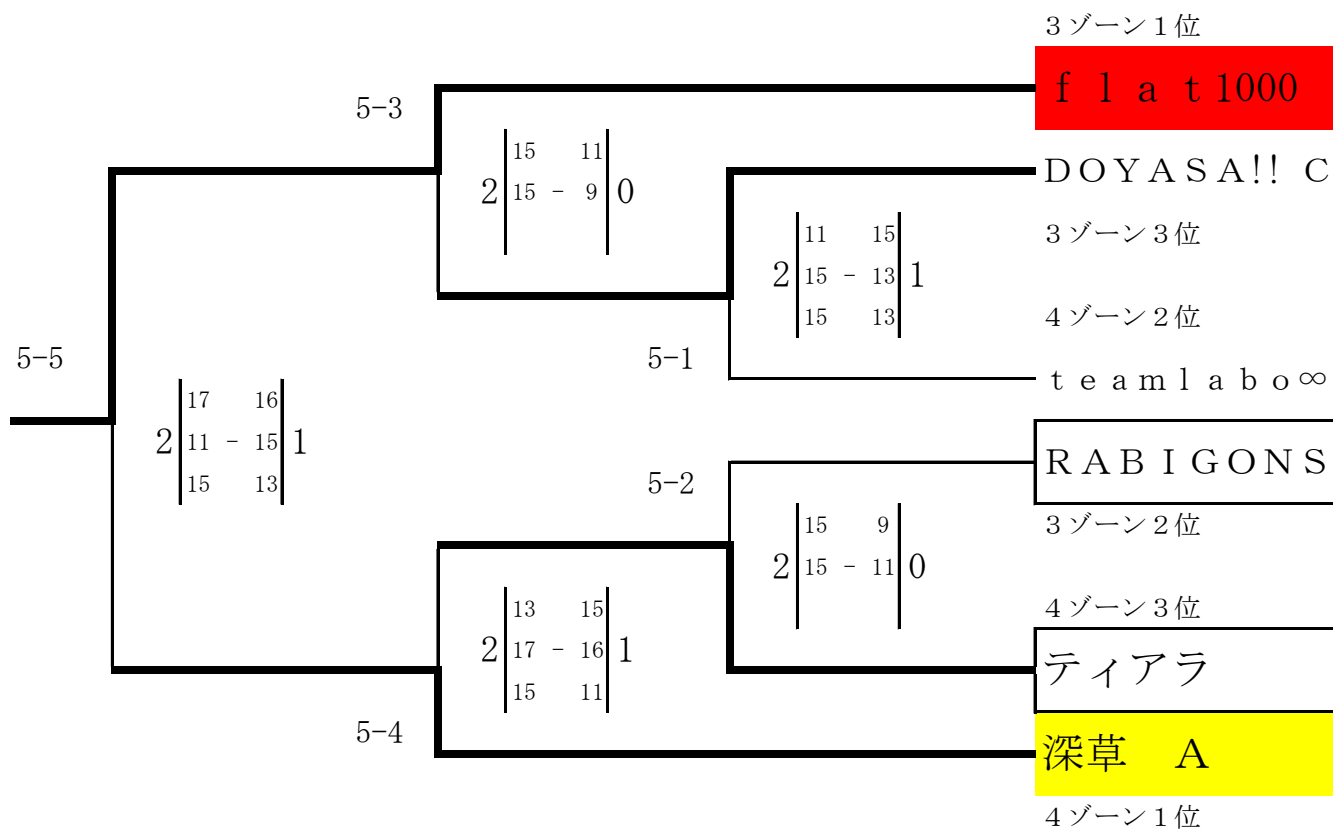 3ゾーン1位
ｆｌａｔ1000
5-3
15 11
2 15 - 9 0
ＤＯＹＡＳＡ!! Ｃ
3ゾーン3位
11 15
2 15 - 13 1
15 13
4ゾーン2位
5-5
5-1
ｔｅａｍｌａｂｏ∞
17 16
2 11 - 15 1
15 13
ＲＡＢＩＧＯＮＳ
5-2
3ゾーン2位
15 9
2 15 - 11 0
4ゾーン3位
13 15
2 17 - 16 1
15 11
ティアラ
5-4
深草　Ａ
4ゾーン1位